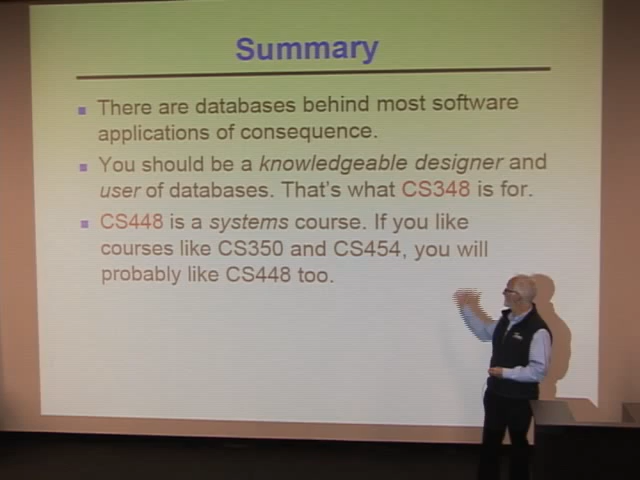 Summary
There are databases behind most software
applications of consequence.
You should be a knowledgeable designer and
user of databases. That's what CS348 is for.
CS448 is a systems course. If you like
courses like CS350 and CS454, you will
probably like CS448 too.